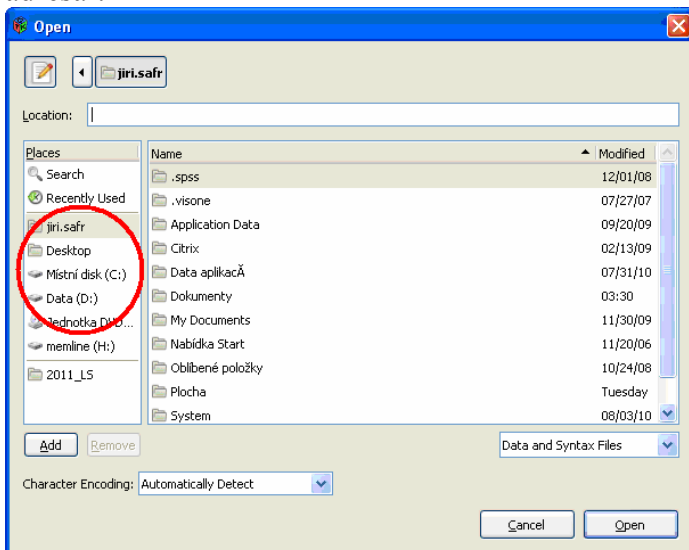 Open
jiri.safr
Location:
Places
Search
Recently Used
jiri.safr
Desktop
Místní disk (C:)
Data (D:)
Jednotka DVD...
memline (H:)
2011_LS
Name Modified
.spss 12/01/08
.visone 07/27/07
Application Data 09/20/09
Citrix 02/13/09
Data aplikacĂ 07/31/10
Dokumenty 03:30
My Documents 11/30/09
Nabídka Start 11/20/06
Oblíbené položky 10/24/08
Plocha Tuesday
System 08/03/10
Add Remove
Data and Syntax Files
Character Encoding: Automatically Detect
Cancel Open